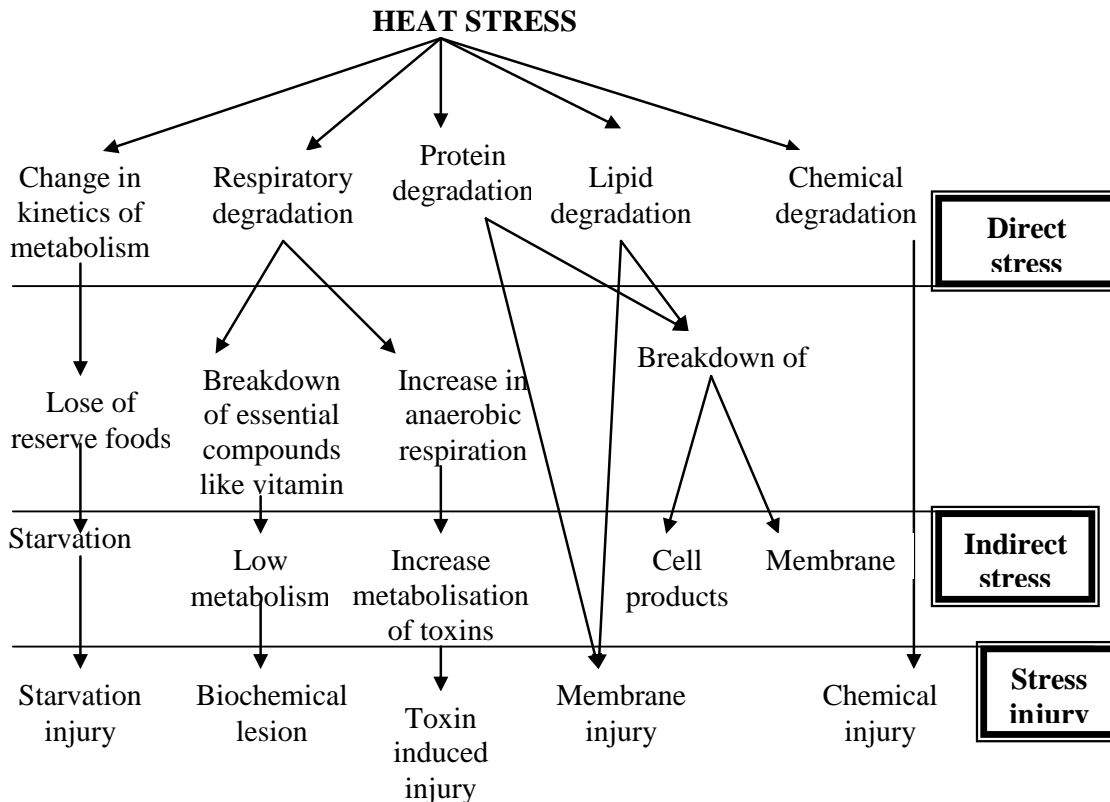 HEAT STRESS
Change in
kinetics of
metabolism
Respiratory
degradation
Protein
degradation
Lipid
degradation
Chemical
degradation
Direct
stress
Lose of
reserve foods
Breakdown
of essential
compounds
like vitamin
Increase in
anaerobic
respiration
Breakdown of
Starvation
Low
metabolism
Increase
metabolisation
of toxins
Cell
products
Membrane
Indirect
stress
Starvation
injury
Biochemical
lesion
Toxin
induced
injury
Membrane
injury
Chemical
injury
Stress
injury